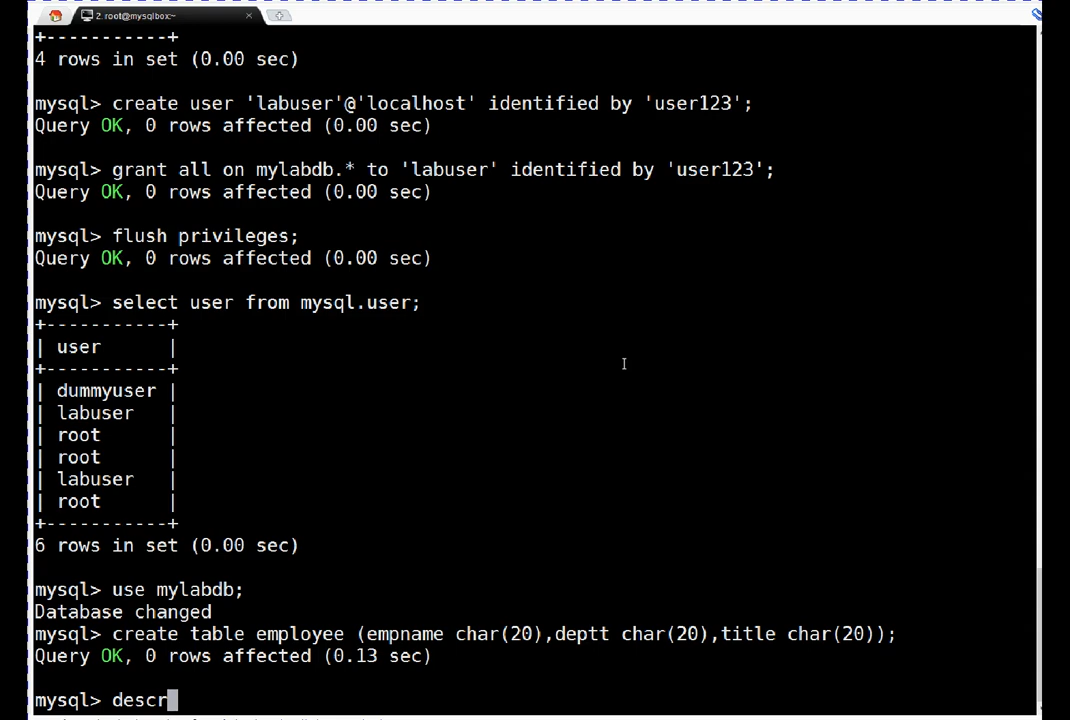 2. root@mysqlbox:~
+-----------+
4 rows in set (0.00 sec)
mysql> create user 'labuser'@'localhost' identified by 'user123';
Query OK, 0 rows affected (0.00 sec)
mysql> grant all on mylabdb.* to 'labuser' identified by 'user123';
Query OK, 0 rows affected (0.00 sec)
mysql> flush privileges;
Query OK, 0 rows affected (0.00 sec)
mysql> select user from mysql.user;
+-----------+
| user      |
+-----------+
| dummyuser |
| labuser   |
| root      |
| root      |
| labuser   |
| root      |
+-----------+
6 rows in set (0.00 sec)
mysql> use mylabdb;
Database changed
mysql> create table employee (empname char(20),deptt char(20),title char(20));
Query OK, 0 rows affected (0.13 sec)
mysql> descr